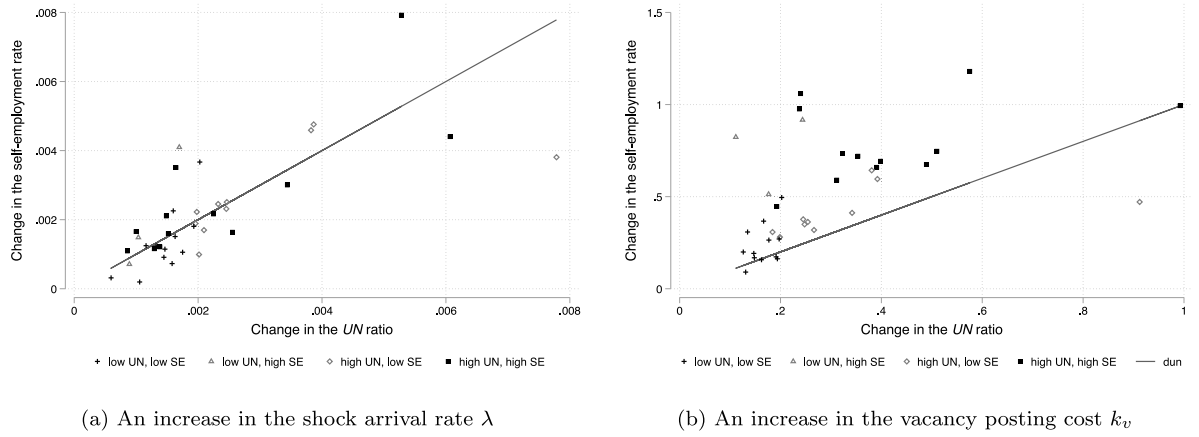 Change in the self-employment rate
.008
.006
.004
.002
0
0
.002
.004
.006
.008
Change in the UN ratio
low UN, low SE
low UN, high SE
high UN, low SE
high UN, high SE
(a) An increase in the shock arrival rate λ
Change in the self-employment rate
1.5
1
.5
0
0
.2
.4
.6
.8
1
Change in the UN ratio
low UN, low SE
low UN, high SE
high UN, low SE
high UN, high SE
dun
(b) An increase in the vacancy posting cost kv